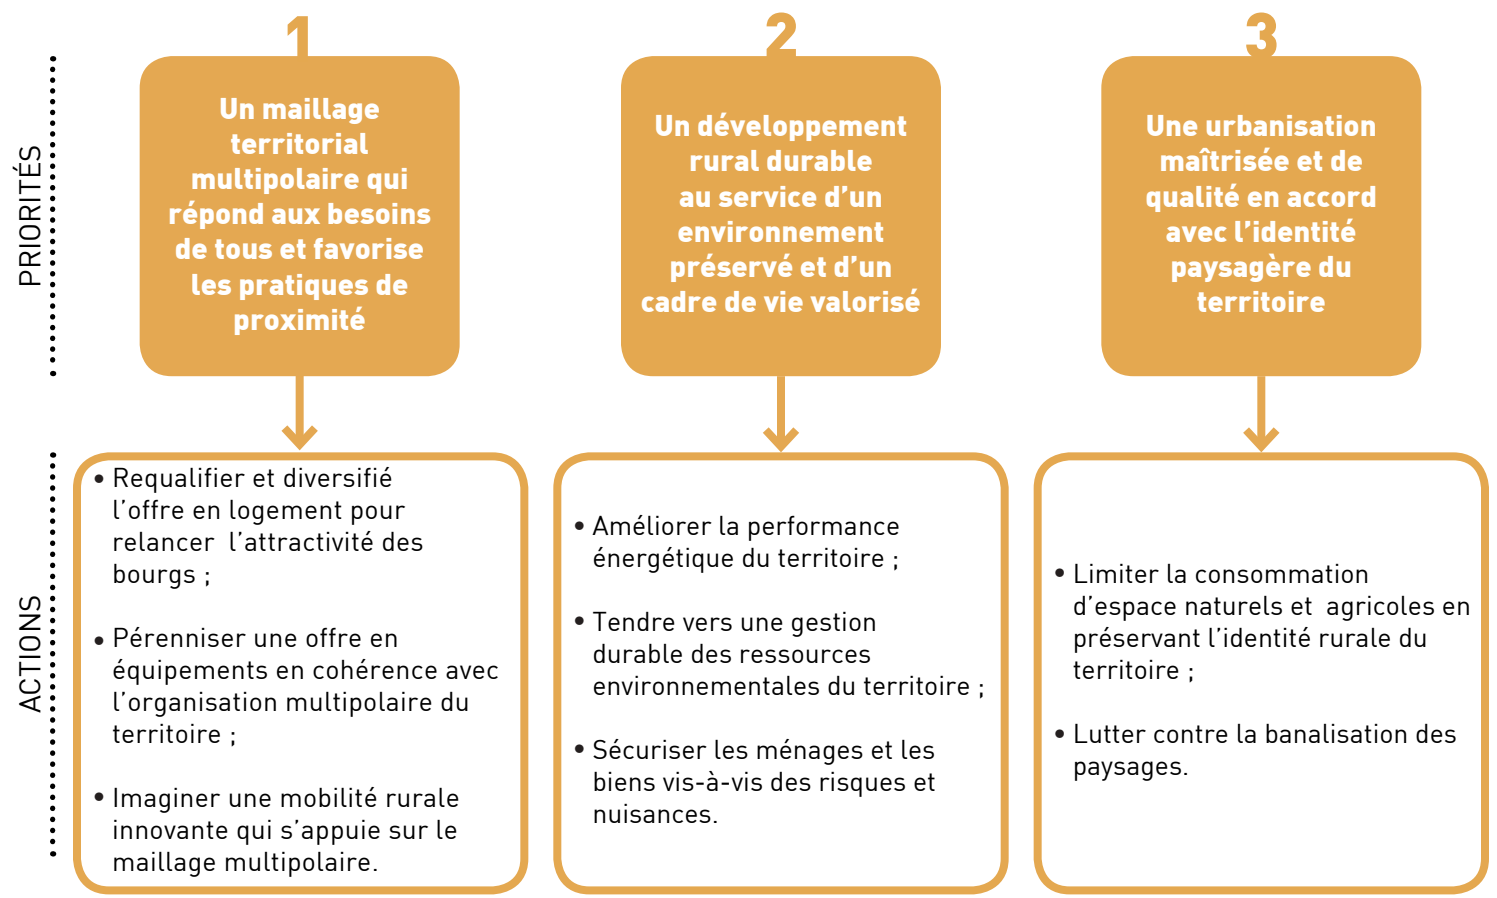 PRIORITÉS
1
Un maillage
territorial
multipolaire qui
répond aux besoins
de tous et favorise
les pratiques de
proximité
2
Un développement
rural durable
au service d’un
environnement
préservé et d’un
cadre de vie valorisé
3
Une urbanisation
maîtrisée et de
qualité en accord
avec l’identité
paysagère du
territoire
ACTIONS
• Requalifier et diversifié
l’offre en logement pour
relancer  l’attractivité des
bourgs ;
• Pérenniser une offre en
équipements en cohérence avec
l’organisation multipolaire du
territoire ;
• Imaginer une mobilité rurale
innovante qui s’appuie sur le
maillage multipolaire.
• Améliorer la performance
énergétique du territoire ;
• Tendre vers une gestion
durable des ressources
environnementales du territoire ;
• Sécuriser les ménages et les
biens vis-à-vis des risques et
nuisances.
• Limiter la consommation
d’espace naturels et  agricoles en
préservant l’identité rurale du
territoire ;
• Lutter contre la banalisation des
paysages.